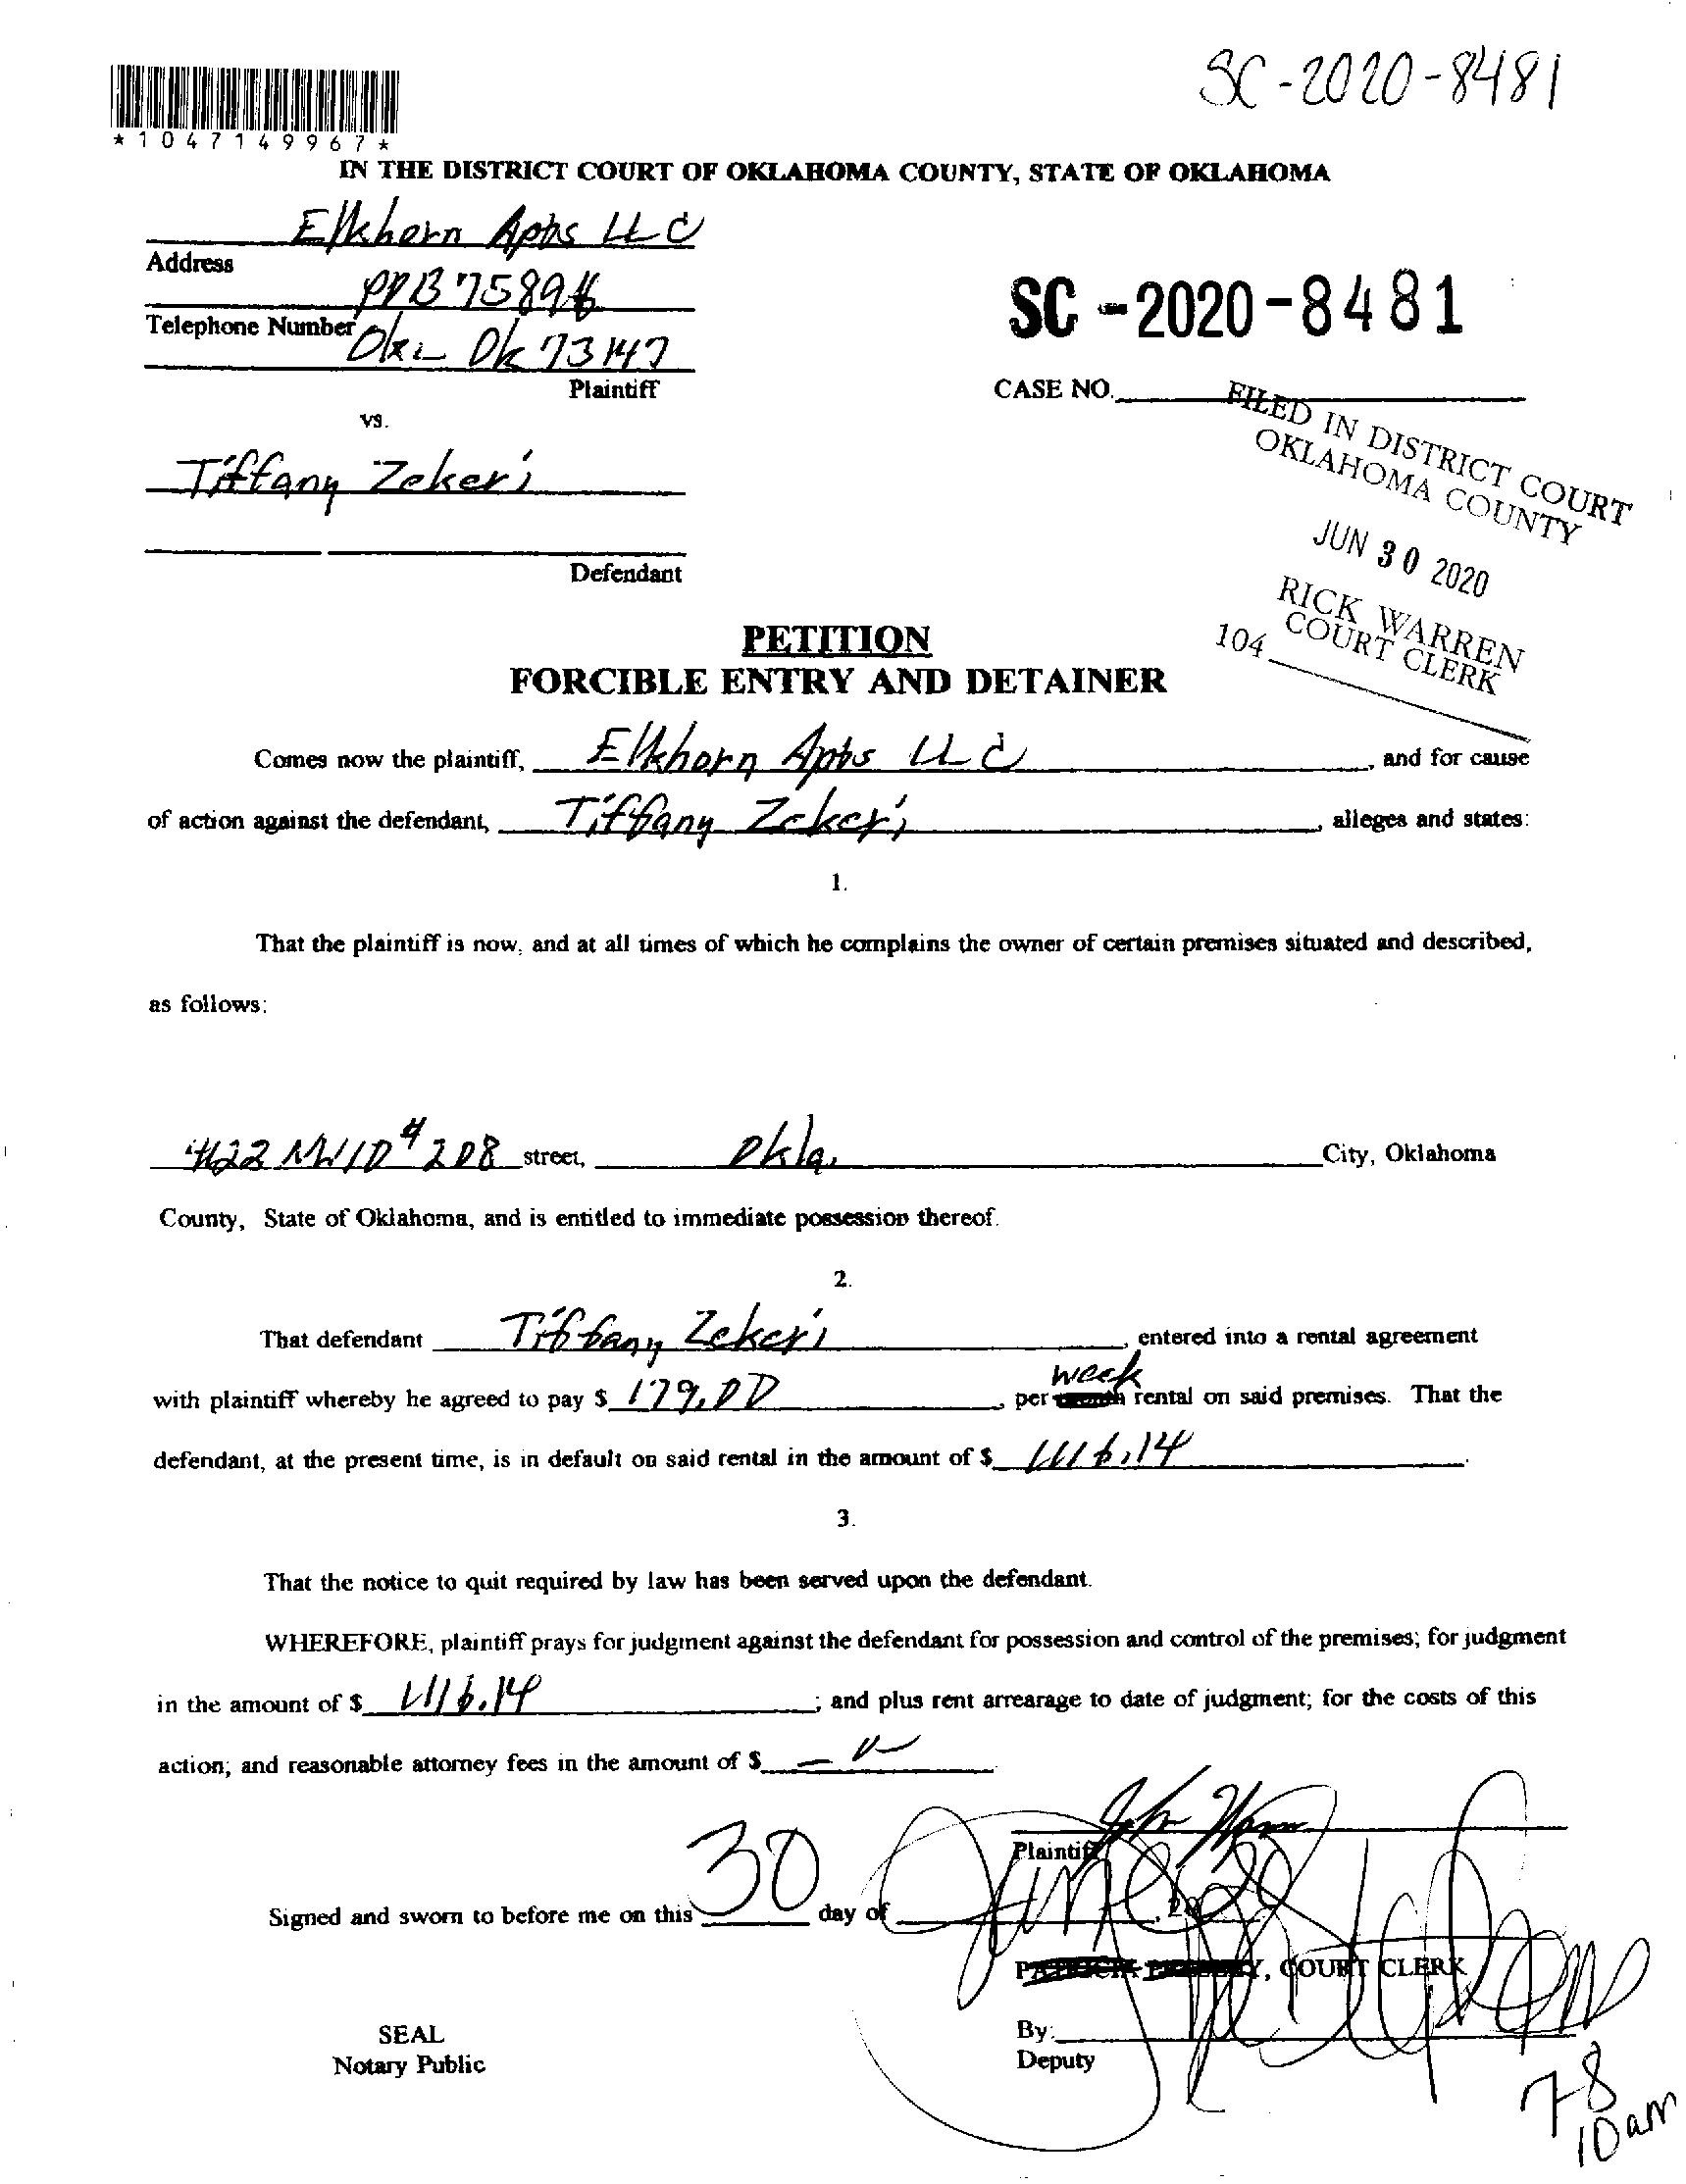 SC-2020-8481
*1047149967*
IN THE DISTRICT COURT OF OKLAHOMA COUNTY, STATE OF OKLAHOMA
Elkhorn Apts LLC
Address
Telephone Number
Ok 73147
Plaintiff
SC -2020-8481
CASE NO.
vs.
Tiffany Zekeri
Defendant
FILED IN DISTRICT COURT
OKLAHOMA COUNTY
JUN 30 2020
RICK WARREN
COURT CLERK
104
PETITION
FORCIBLE ENTRY AND DETAINER
Comes now the plaintiff, Elkhorn Apts LLC, and for cause
of action against the defendant, Tiffany Zekeri, alleges and states:
1.
That the plaintiff is now, and at all times of which he complains the owner of certain premises situated and described,
as follows:
4122 NW 10 # 208 street, Okla. City, Oklahoma
County, State of Oklahoma, and is entitled to immediate possession thereof.
2.
That defendant Tiffany Zekeri, entered into a rental agreement
with plaintiff whereby he agreed to pay $ 179.00, per week rental on said premises. That the
defendant, at the present time, is in default on said rental in the amount of $ 1116.14.
3.
That the notice to quit required by law has been served upon the defendant.
WHEREFORE, plaintiff prays for judgment against the defendant for possession and control of the premises; for judgment
in the amount of $ 1116.14; and plus rent arrearage to date of judgment; for the costs of this
action; and reasonable attorney fees in the amount of $
Plaintiff
Signed and sworn to before me on this 30 day of June, 2020
COURT CLERK
SEAL
Notary Public
By:
Deputy
7-8
10am